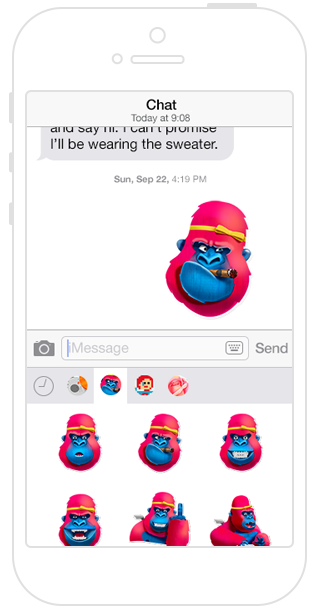 Chat
Today at 9:08
and say hi. I can't promise
I'll be wearing the sweater.
Sun, Sep 22, 4:19 PM
iMessage
Send